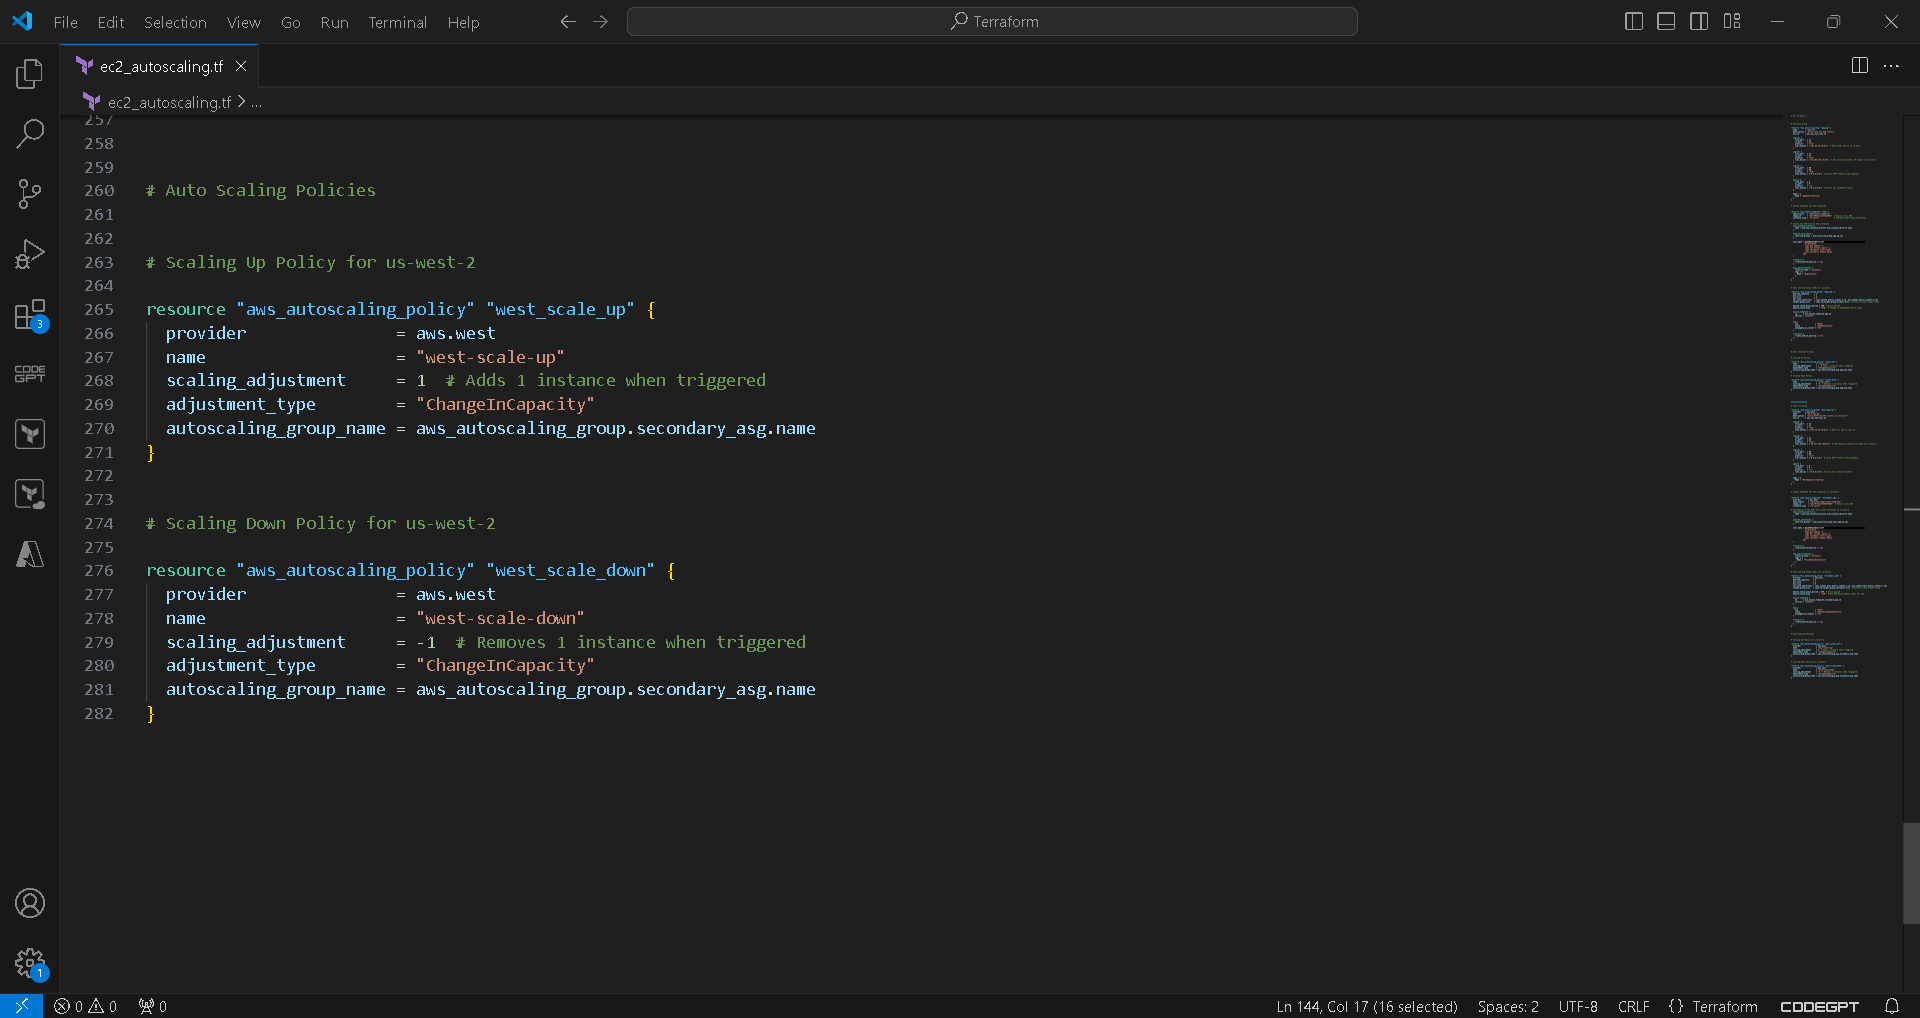 File Edit Selection View Go Run Terminal Help
Terraform
ec2_autoscaling.tf
ec2_autoscaling.tf > ...
257
258
259
260 # Auto Scaling Policies
261
262
263 # Scaling Up Policy for us-west-2
264
265 resource "aws_autoscaling_policy" "west_scale_up" {
266   provider               = aws.west
267   name                   = "west-scale-up"
268   scaling_adjustment     = 1  # Adds 1 instance when triggered
269   adjustment_type        = "ChangeInCapacity"
270   autoscaling_group_name = aws_autoscaling_group.secondary_asg.name
271 }
272
273
274 # Scaling Down Policy for us-west-2
275
276 resource "aws_autoscaling_policy" "west_scale_down" {
277   provider               = aws.west
278   name                   = "west-scale-down"
279   scaling_adjustment     = -1  # Removes 1 instance when triggered
280   adjustment_type        = "ChangeInCapacity"
281   autoscaling_group_name = aws_autoscaling_group.secondary_asg.name
282 }
3
CODE
GPT
1
0 0 0
Ln 144, Col 17 (16 selected) Spaces: 2 UTF-8 CRLF {} Terraform CODEGPT